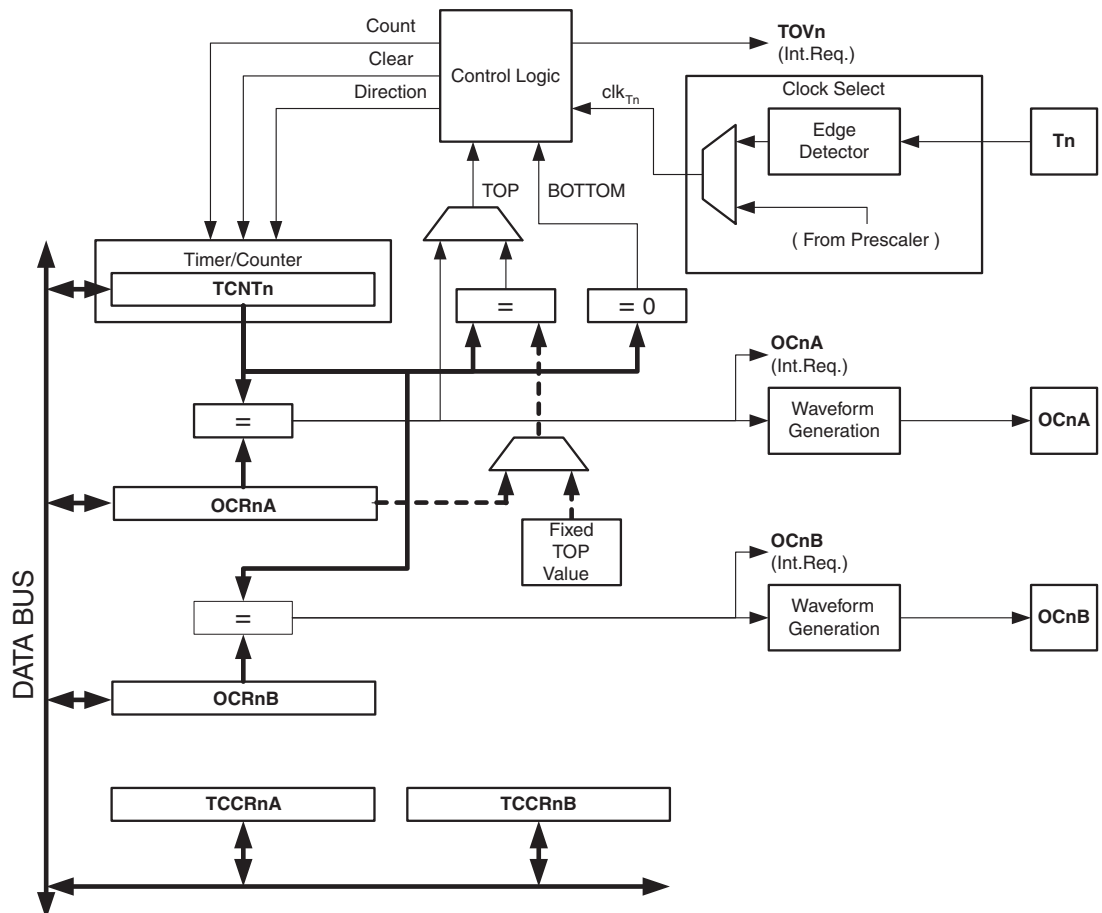 Count
TOVn
(Int.Req.)
Clear
Control Logic
Direction
clkTn
Clock Select
Edge
Detector
Tn
TOP
BOTTOM
( From Prescaler )
Timer/Counter
TCNTn
=
= 0
OCnA
(Int.Req.)
=
Waveform
Generation
OCnA
OCRnA
Fixed
TOP
Value
OCnB
(Int.Req.)
=
Waveform
Generation
OCnB
DATA BUS
OCRnB
TCCRnA
TCCRnB